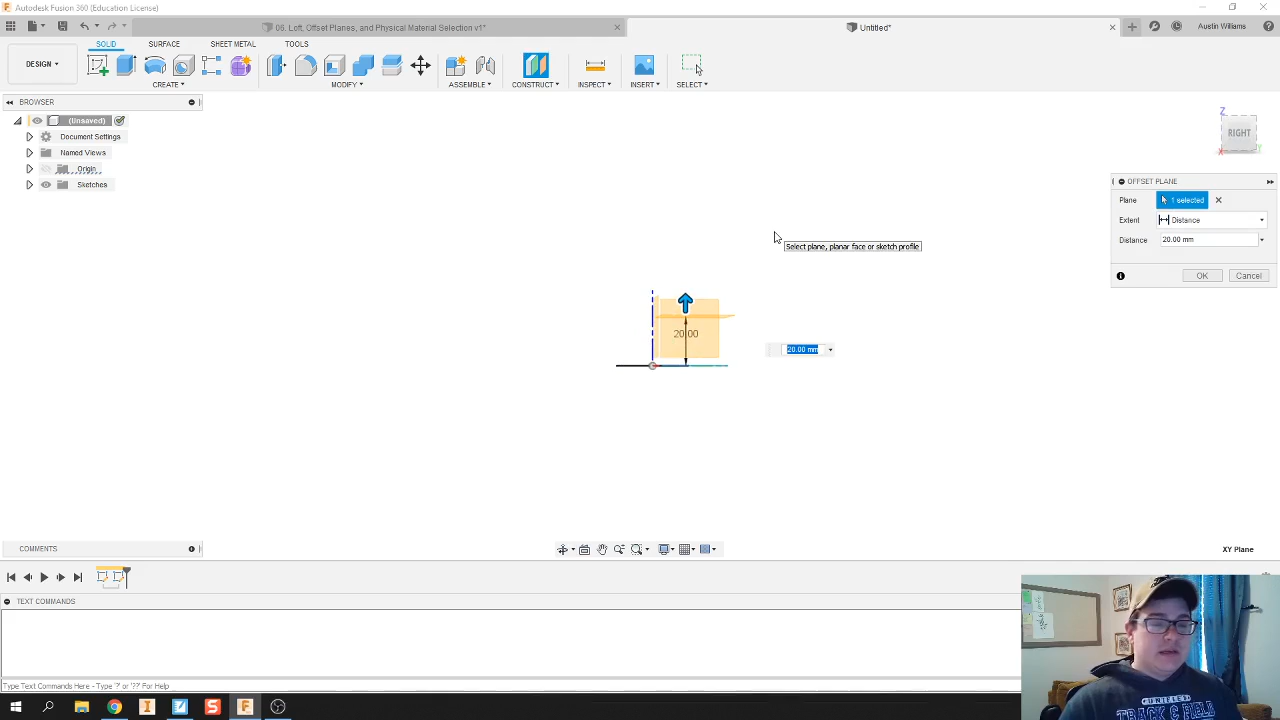 Autodesk Fusion 360 (Education License)
06. Loft, Offset Planes, and Physical Material Selection v1*
Untitled*
Austin Williams
SOLID SURFACE SHEET METAL TOOLS
DESIGN ▾
CREATE ▾ MODIFY ▾ ASSEMBLE ▾ CONSTRUCT ▾ INSPECT ▾ INSERT ▾ SELECT ▾
BROWSER
(Unsaved)
Document Settings
Named Views
Origin
Sketches
Z
RIGHT
X
Y
OFFSET PLANE
Plane 1 selected
Extent Distance
Distance 20.00 mm
OK Cancel
Select plane, planar face or sketch profile
20.00
20.00 mm
COMMENTS
XY Plane
TEXT COMMANDS
Type Text Commands Here - Type '?' or '??' For Help
TRACK & FIELD